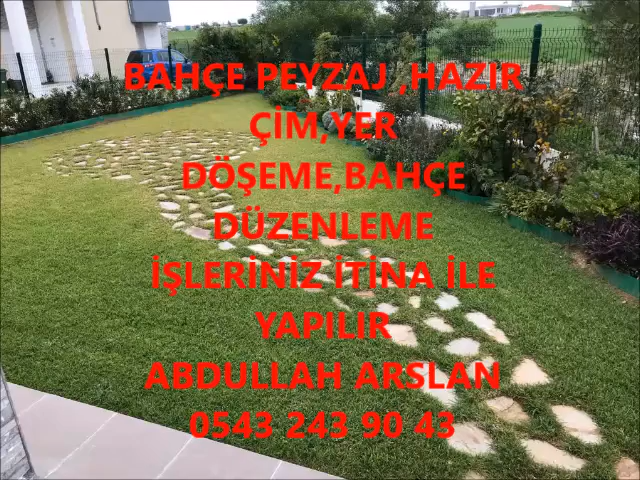 BAHÇE PEYZAJ ,HAZIR
ÇİM,YER
DÖŞEME,BAHÇE
DÜZENLEME
İŞLERİNİZ İTİNA İLE
YAPILIR
ABDULLAH ARSLAN
0543 243 90 43